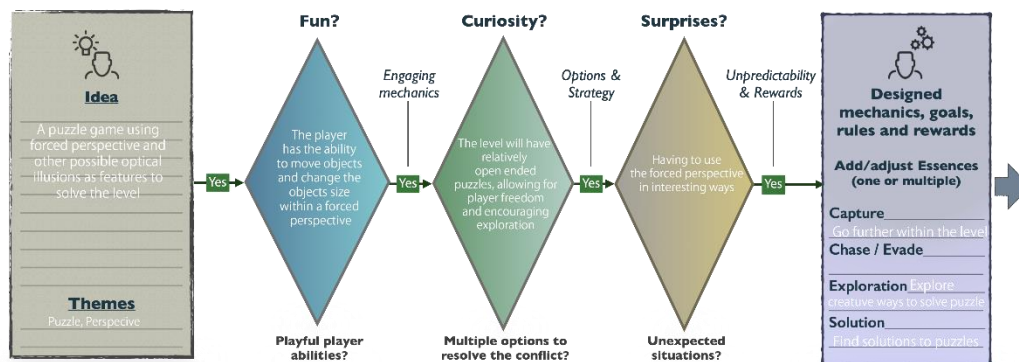 Idea
A puzzle game using
forced perspective and
other possible optical
illusions as features to
solve the level
Themes
Puzzle, Perspecive
Yes
Fun?
The player
has the ability
to move objects
and change the
objects size
within a forced
perspective
Playful player
abilities?
Engaging
mechanics
Yes
Curiosity?
The level will have
relatively
open ended
puzzles, allowing for
player freedom
and encouraging
exploration
Multiple options to
resolve the conflict?
Options &
Strategy
Yes
Surprises?
Having to use
the forced perspective
in interesting ways
Unexpected
situations?
Unpredictability
& Rewards
Yes
Designed
mechanics, goals,
rules and rewards
Add/adjust Essences
(one or multiple)
Capture
Go further within the level
Chase / Evade
Exploration Explore
creatuve ways to solve puzzle
Solution
Find solutions to puzzles